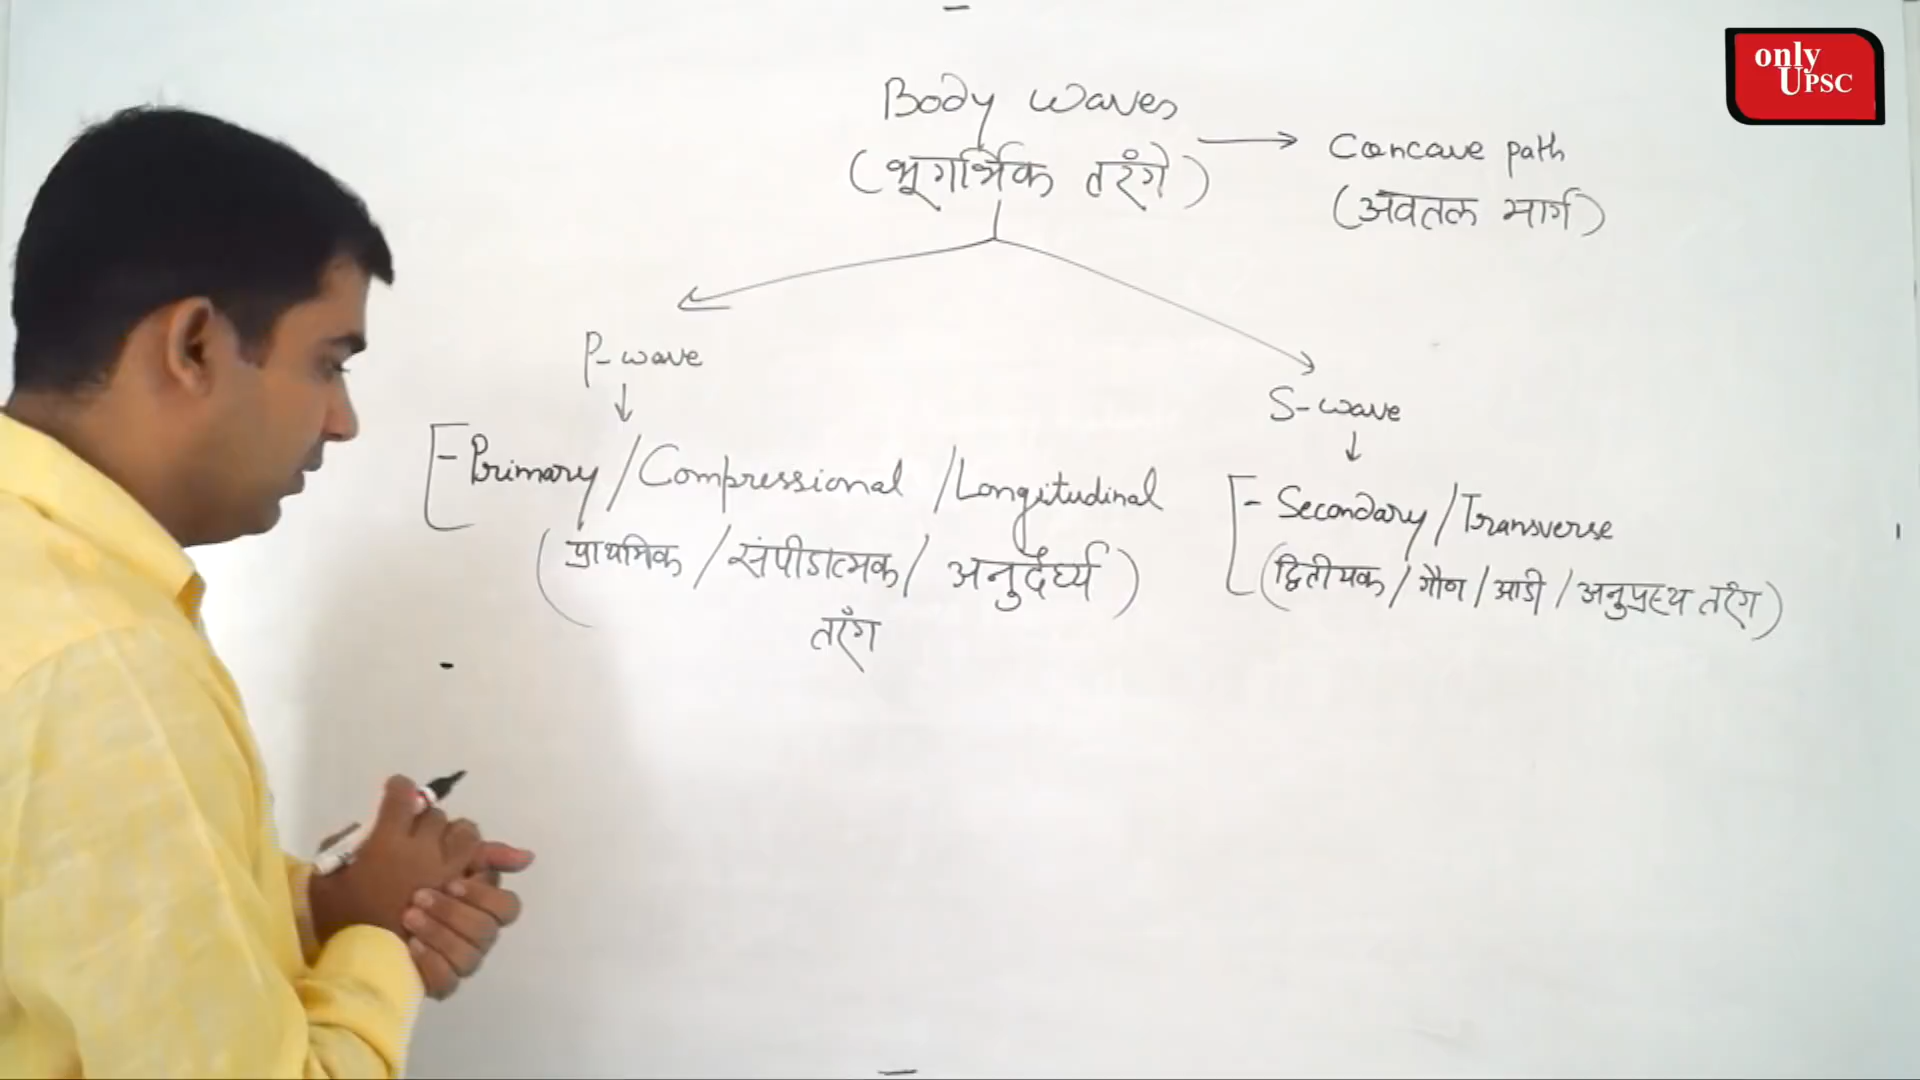 only
UPSC
Body waves
(भूगर्भिक तरंगे)
→ Concave path
(अवतल मार्ग)
P-wave
↓
- Primary / Compressional / Longitudinal
(प्राथमिक / संपीडात्मक / अनुदैर्घ्य)
तरँग
S-wave
↓
- Secondary / Transverse
(द्वितीयक / गौण / आडी / अनुप्रस्थ तरँग)